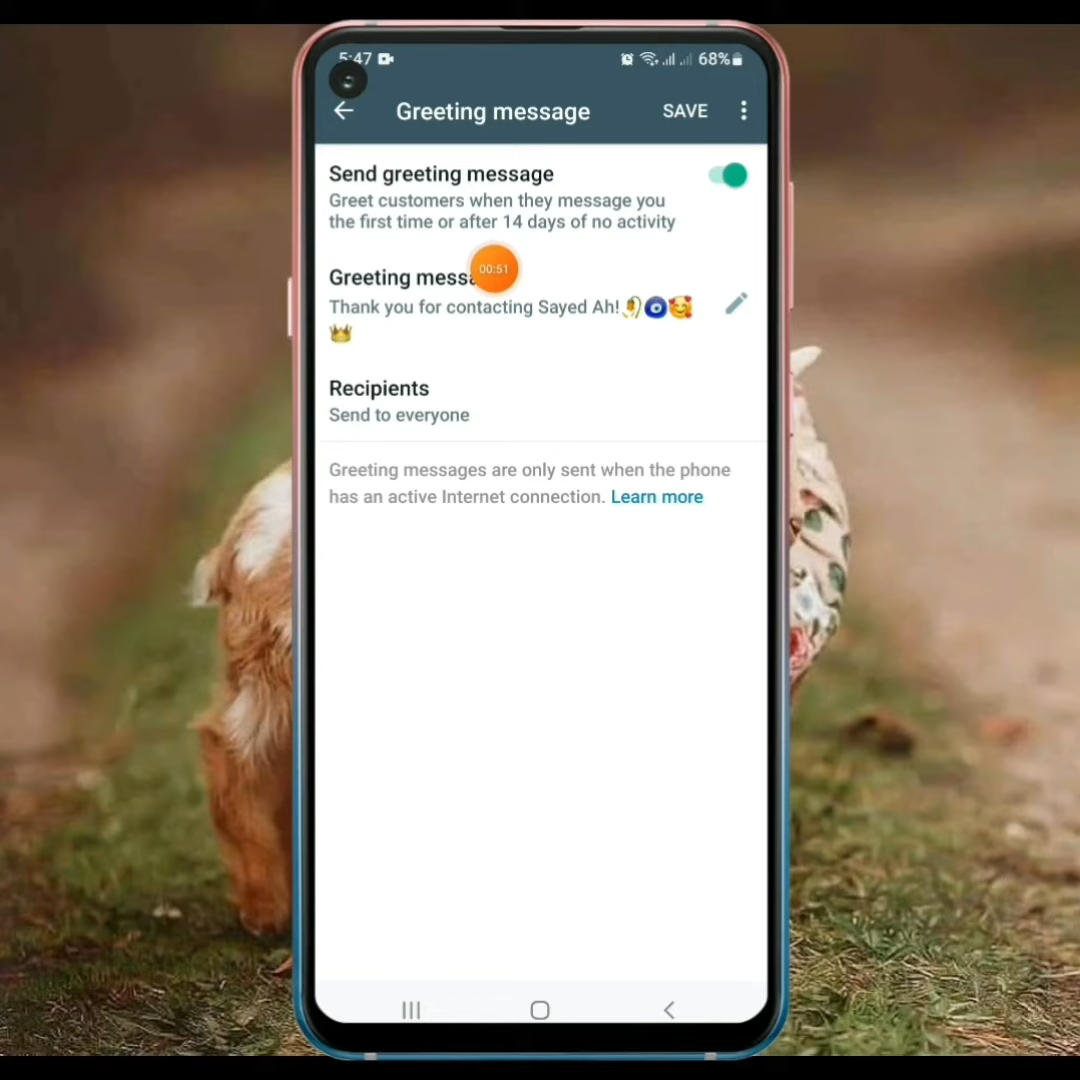 5:47
68%
Greeting message
SAVE
Send greeting message
Greet customers when they message you
the first time or after 14 days of no activity
Greeting messa
00:51
Thank you for contacting Sayed Ah!👂🧿🥰
👑
Recipients
Send to everyone
Greeting messages are only sent when the phone
has an active Internet connection. Learn more